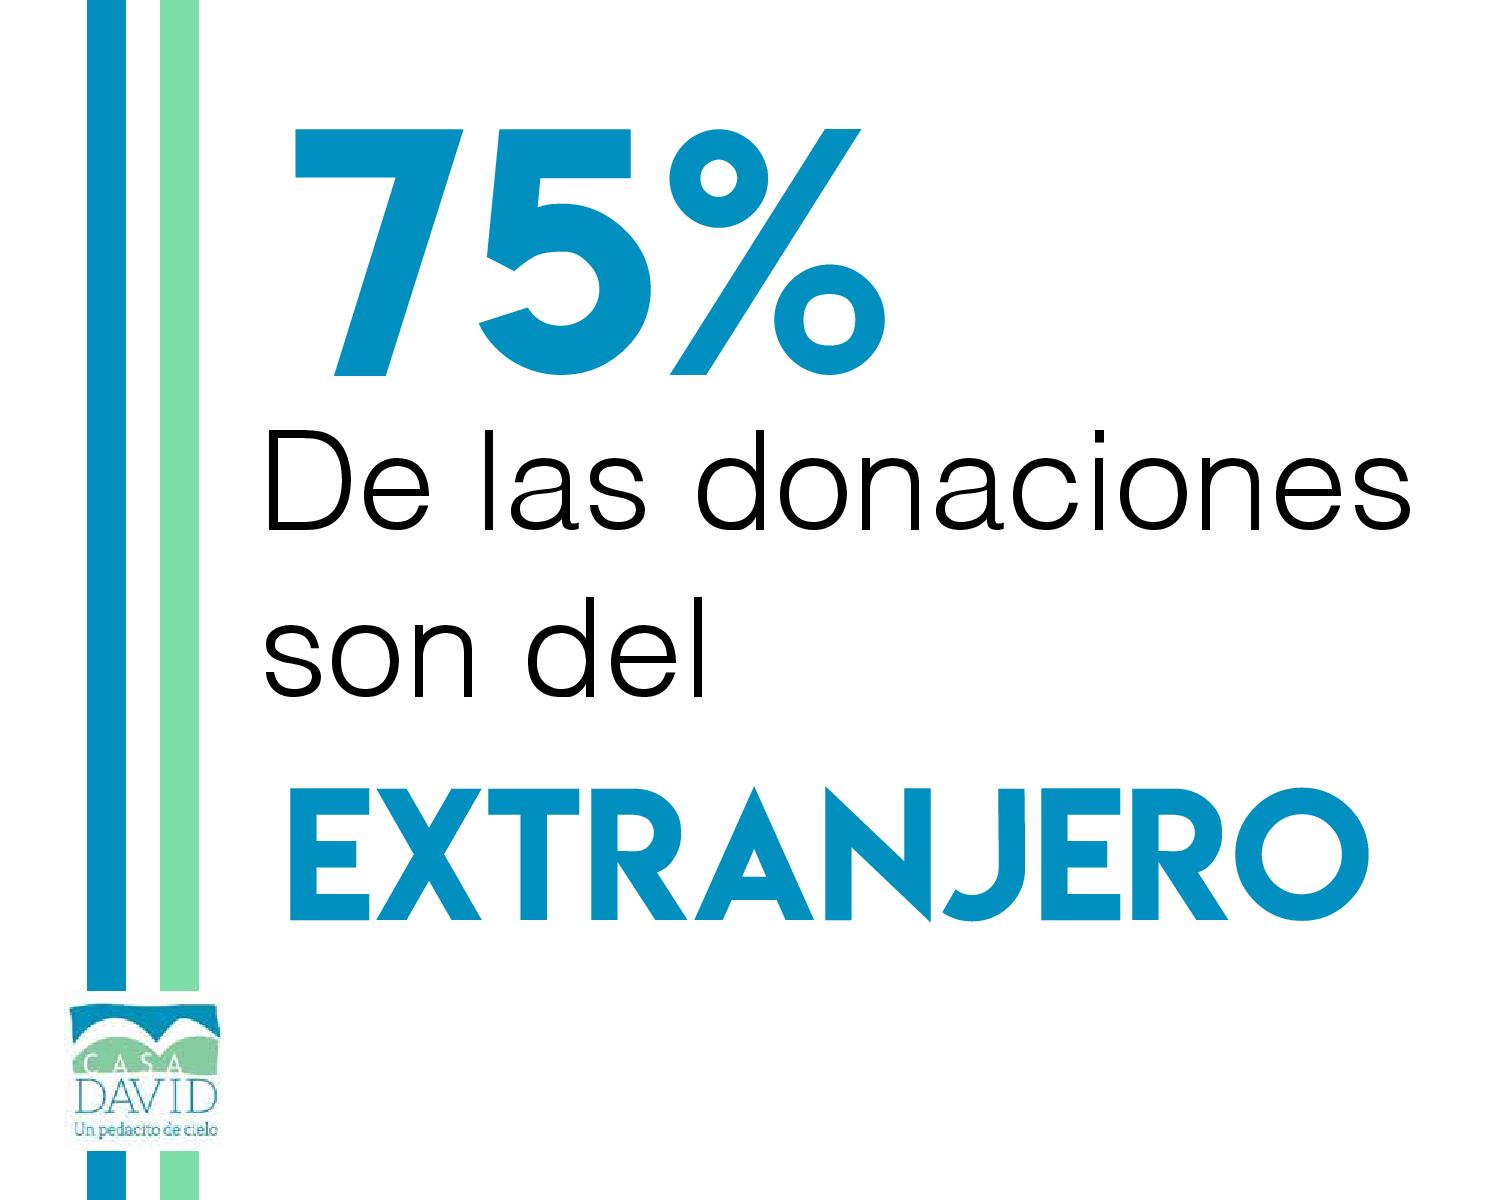 75%
De las donaciones
son del
EXTRANJERO
CASA
DAVID
Un pedacito de cielo